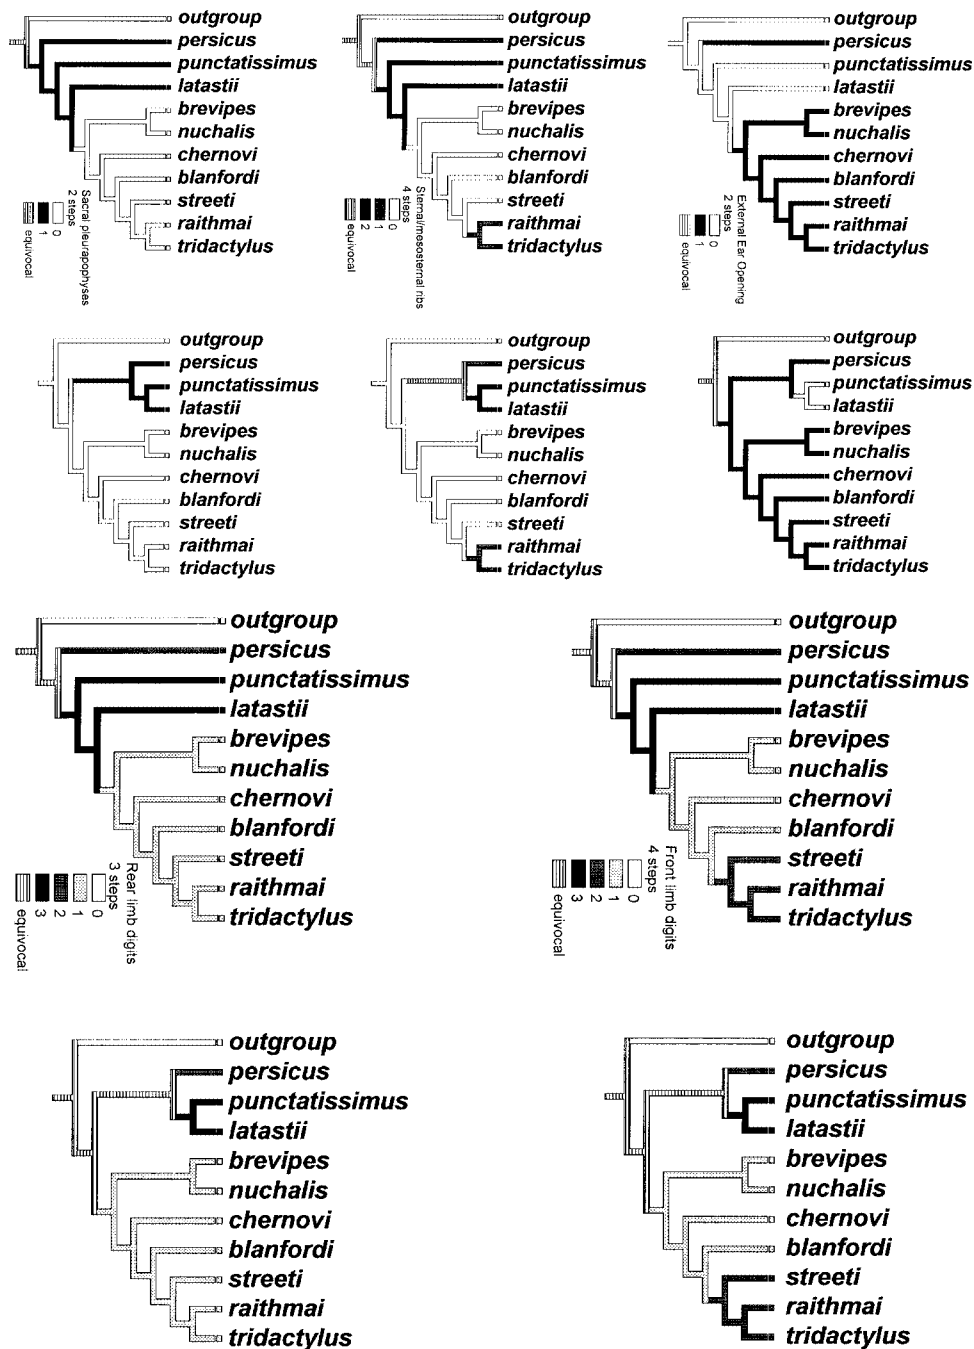 outgroup
persicus
punctatissimus
latastii
brevipes
nuchalis
chernovi
blanfordi
streeti
raithmai
tridactylus
Sacral pleurapophyses
2 steps
0
1
equivocal
outgroup
persicus
punctatissimus
latastii
brevipes
nuchalis
chernovi
blanfordi
streeti
raithmai
tridactylus
Sternal/mesosternal ribs
4 steps
0
1
2
equivocal
outgroup
persicus
punctatissimus
latastii
brevipes
nuchalis
chernovi
blanfordi
streeti
raithmai
tridactylus
External Ear Opening
2 steps
0
1
equivocal
outgroup
persicus
punctatissimus
latastii
brevipes
nuchalis
chernovi
blanfordi
streeti
raithmai
tridactylus
outgroup
persicus
punctatissimus
latastii
brevipes
nuchalis
chernovi
blanfordi
streeti
raithmai
tridactylus
outgroup
persicus
punctatissimus
latastii
brevipes
nuchalis
chernovi
blanfordi
streeti
raithmai
tridactylus
outgroup
persicus
punctatissimus
latastii
brevipes
nuchalis
chernovi
blanfordi
streeti
raithmai
tridactylus
Rear limb digits
3 steps
0
1
2
3
equivocal
outgroup
persicus
punctatissimus
latastii
brevipes
nuchalis
chernovi
blanfordi
streeti
raithmai
tridactylus
Front limb digits
4 steps
0
1
2
3
equivocal
outgroup
persicus
punctatissimus
latastii
brevipes
nuchalis
chernovi
blanfordi
streeti
raithmai
tridactylus
outgroup
persicus
punctatissimus
latastii
brevipes
nuchalis
chernovi
blanfordi
streeti
raithmai
tridactylus